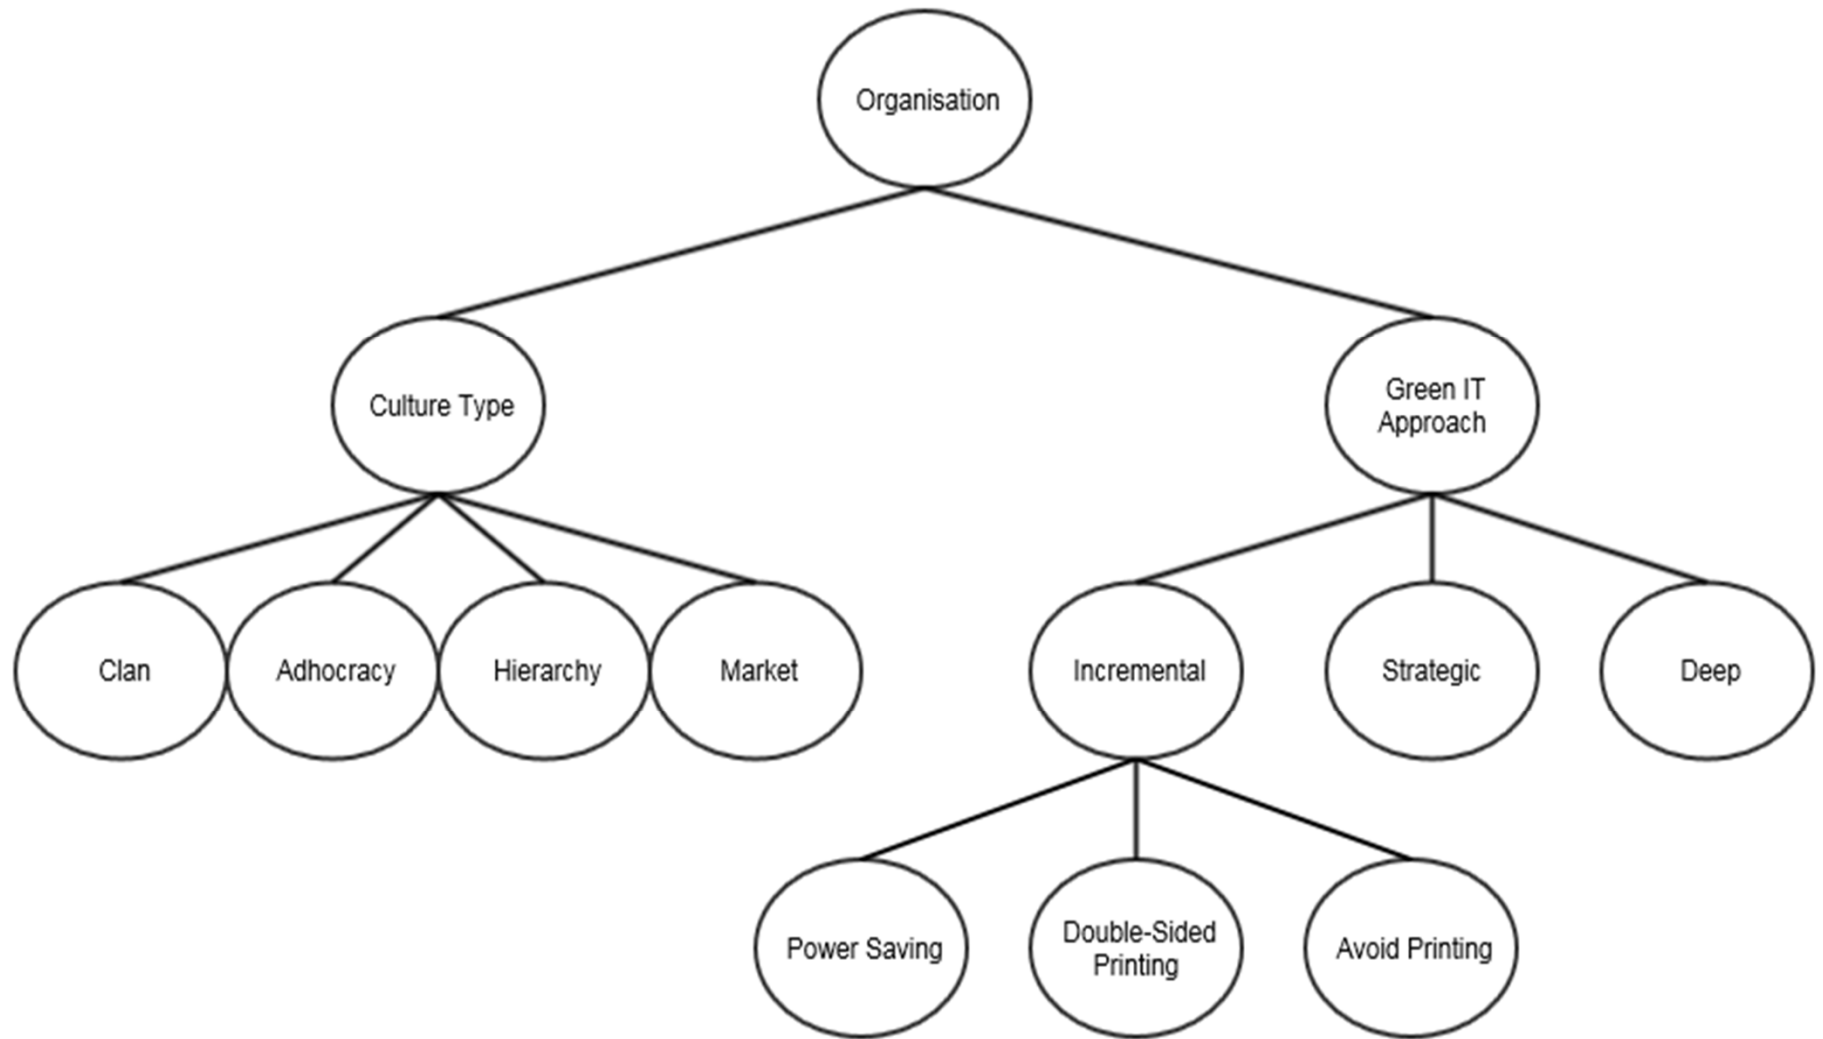 Organisation
Culture Type
Green IT
Approach
Clan
Adhocracy
Hierarchy
Market
Incremental
Strategic
Deep
Power Saving
Double-Sided
Printing
Avoid Printing